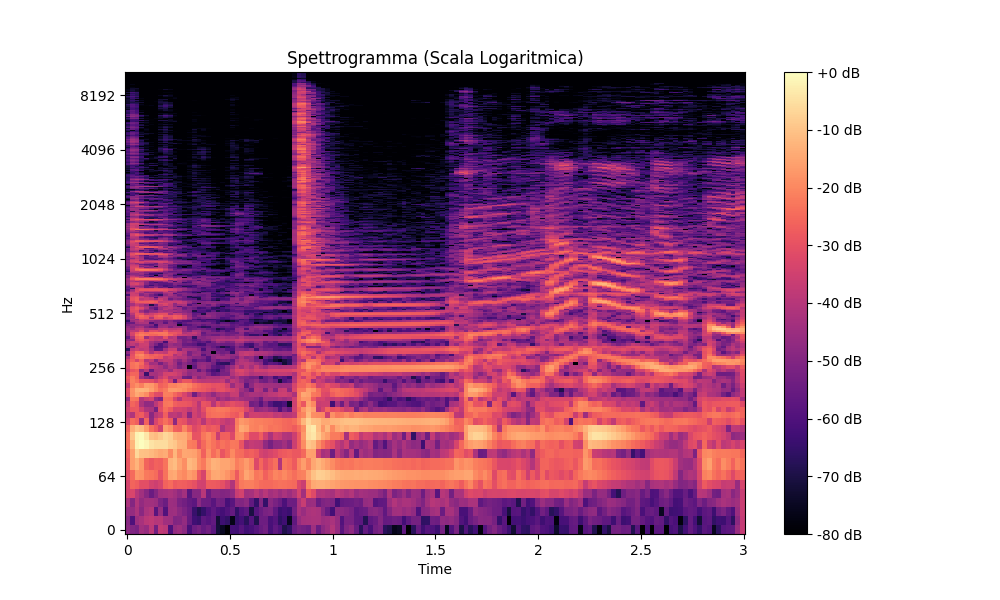 Spettrogramma (Scala Logaritmica)
Hz
8192
4096
2048
1024
512
256
128
64
0
0 0.5 1 1.5 2 2.5 3
Time
+0 dB
-10 dB
-20 dB
-30 dB
-40 dB
-50 dB
-60 dB
-70 dB
-80 dB